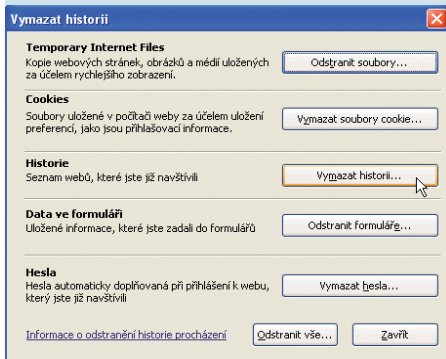 Vymazat historii
Temporary Internet Files
Kopie webových stránek, obrázků a médií uložených
za účelem rychlejšího zobrazení.
Odstranit soubory...
Cookies
Soubory uložené v počítači weby za účelem uložení
preferencí, jako jsou přihlašovací informace.
Vymazat soubory cookie...
Historie
Seznam webů, které jste již navštívili
Vymazat historii...
Data ve formuláři
Uložené informace, které jste zadali do formulářů
Odstranit formuláře...
Hesla
Hesla automaticky doplňovaná při přihlášení k webu,
který jste již navštívili
Vymazat hesla...
Informace o odstranění historie procházení
Odstranit vše...
Zavřít